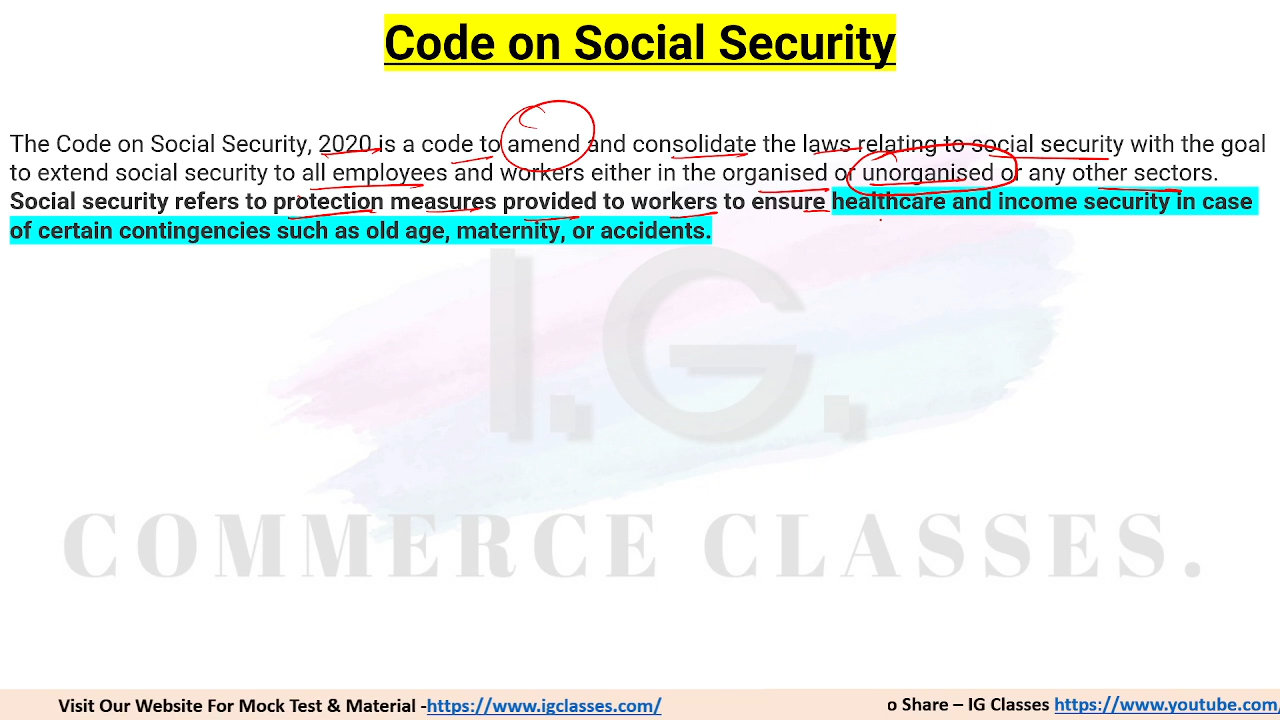 Code on Social Security
The Code on Social Security, 2020 is a code to amend and consolidate the laws relating to social security with the goal
to extend social security to all employees and workers either in the organised or unorganised or any other sectors.
Social security refers to protection measures provided to workers to ensure healthcare and income security in case
of certain contingencies such as old age, maternity, or accidents.
I.G.
COMMERCE CLASSES.
Visit Our Website For Mock Test & Material -https://www.igclasses.com/ o Share – IG Classes https://www.youtube.com/